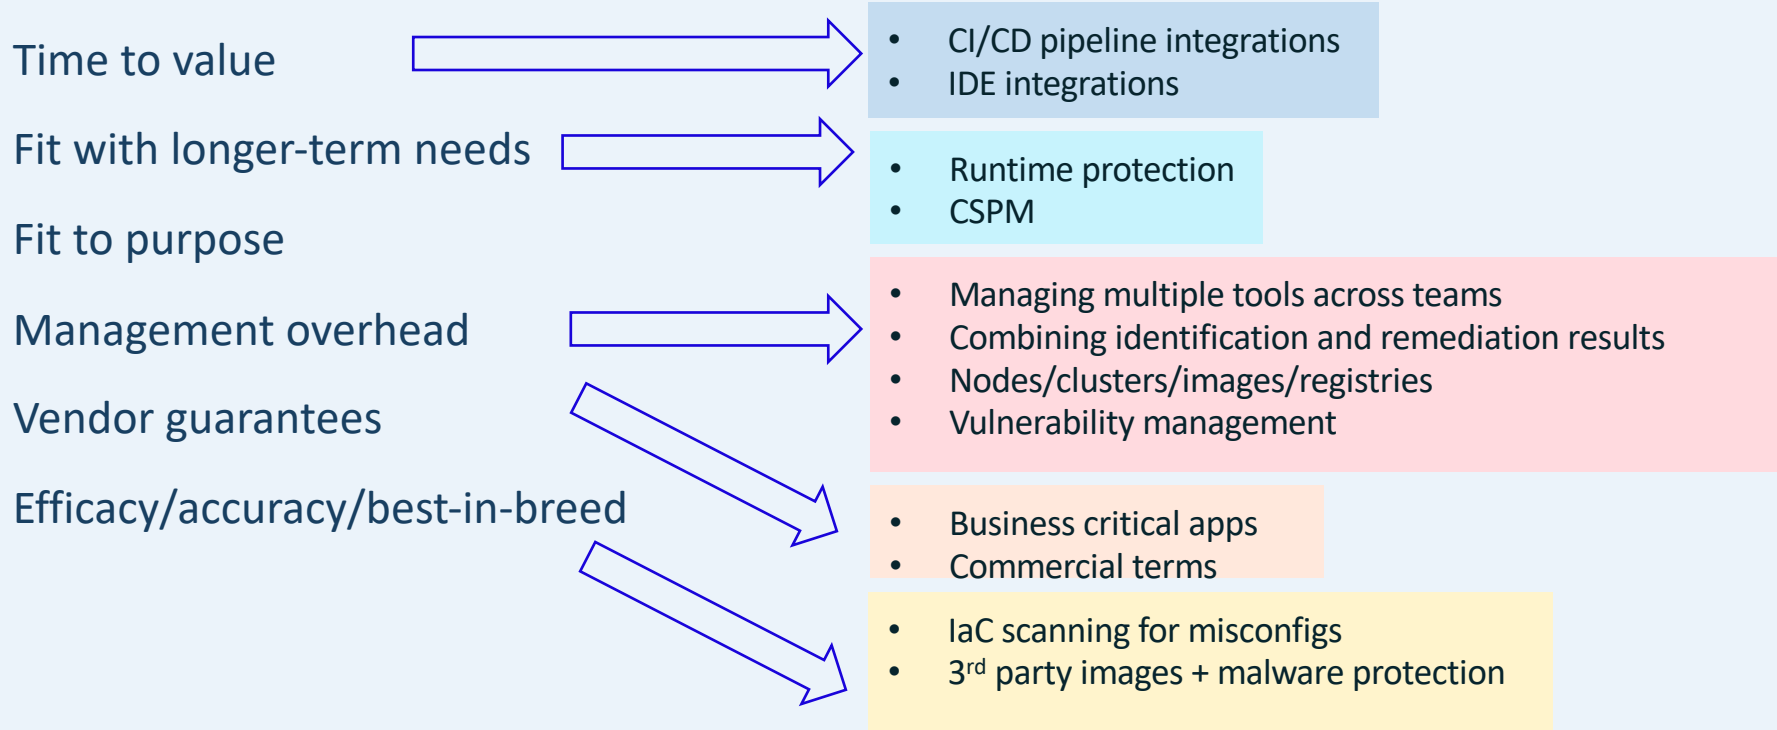 Time to value
Fit with longer-term needs
Fit to purpose
Management overhead
Vendor guarantees
Efficacy/accuracy/best-in-breed
• CI/CD pipeline integrations
• IDE integrations
• Runtime protection
• CSPM
• Managing multiple tools across teams
• Combining identification and remediation results
• Nodes/clusters/images/registries
• Vulnerability management
• Business critical apps
• Commercial terms
• IaC scanning for misconfigs
• 3rd party images + malware protection